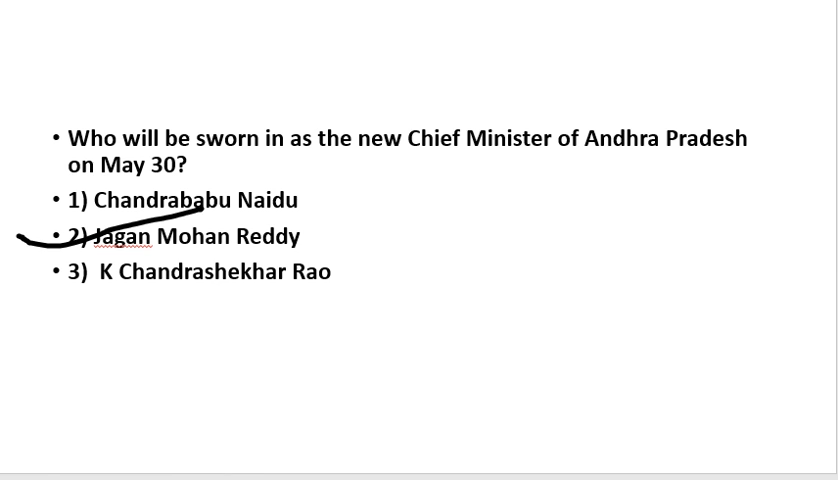 • Who will be sworn in as the new Chief Minister of Andhra Pradesh
on May 30?
• 1) Chandrababu Naidu
• 2) Jagan Mohan Reddy
• 3) K Chandrashekhar Rao